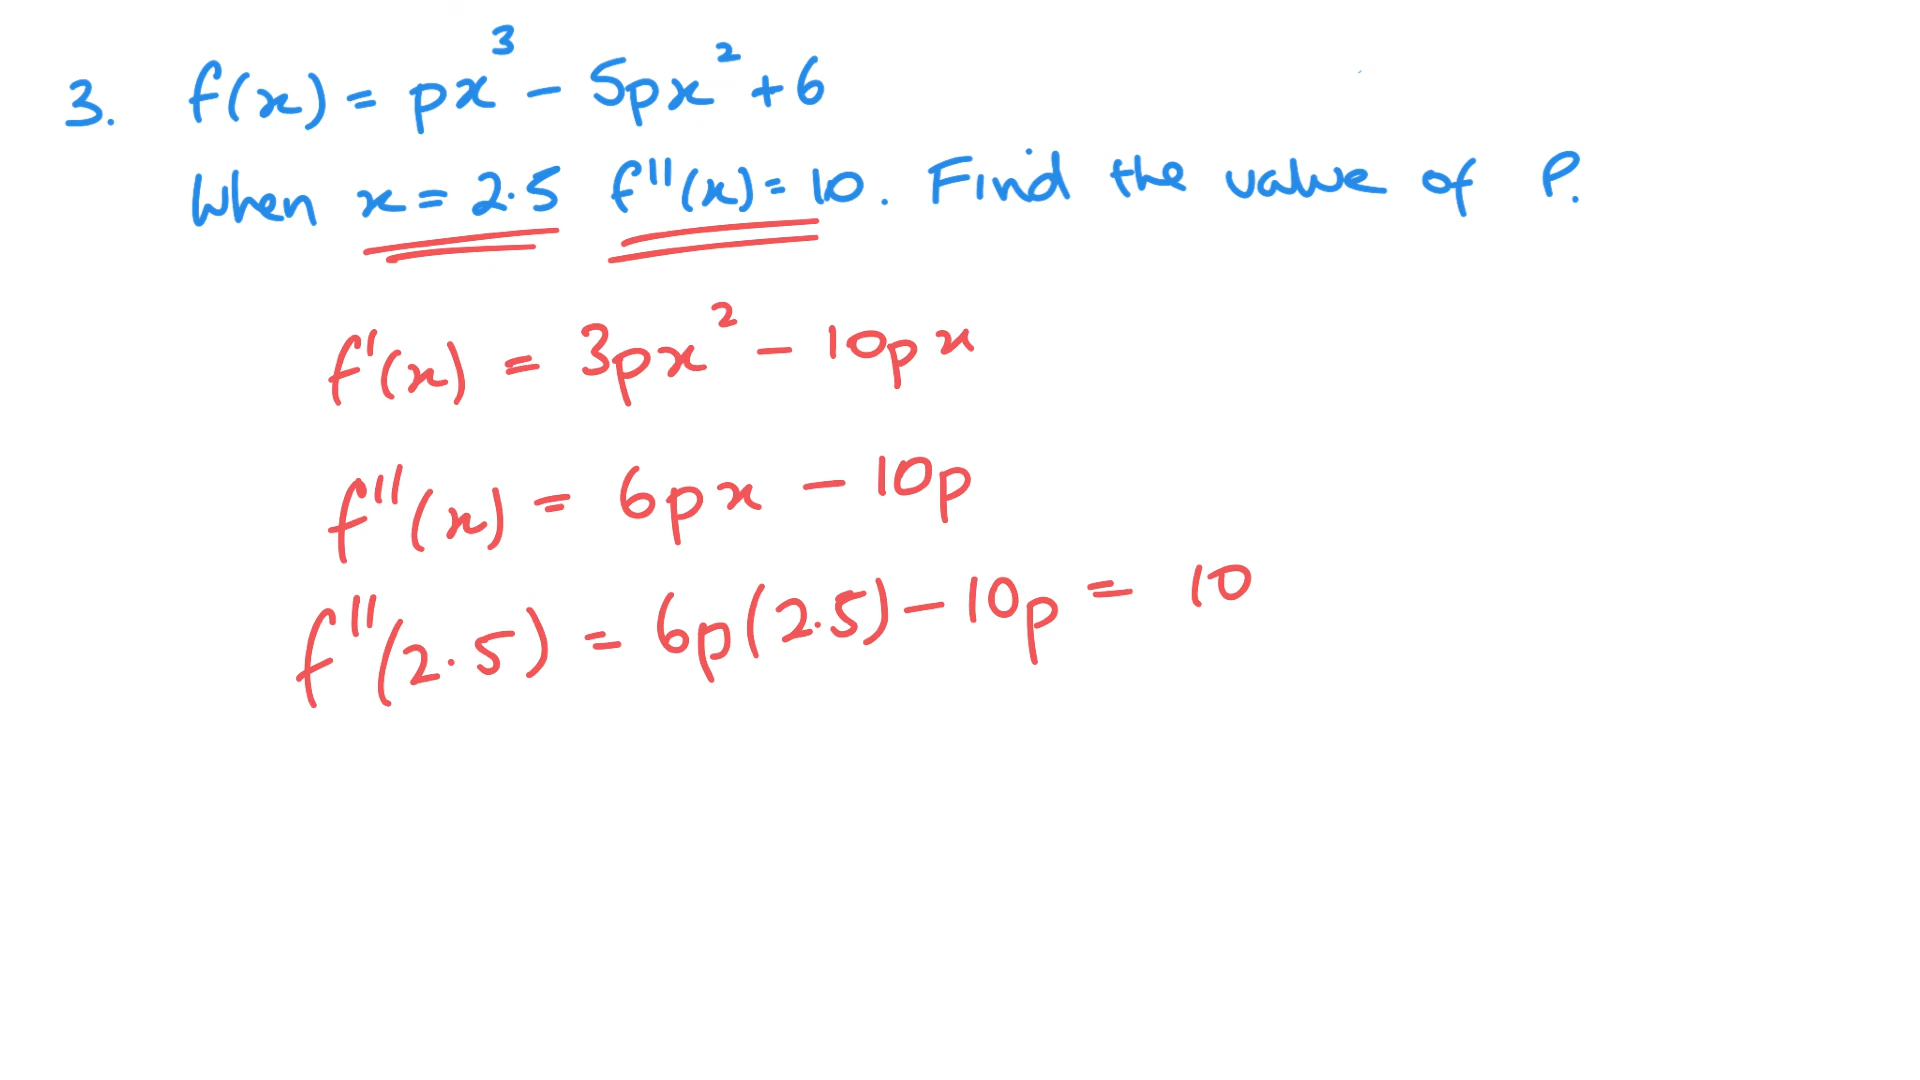 3. f(x) = px³ - 5px² + 6
When x = 2.5 f''(x) = 10. Find the value of P.
f'(x) = 3px² - 10px
f''(x) = 6px - 10p
f''(2.5) = 6p(2.5) - 10p = 10